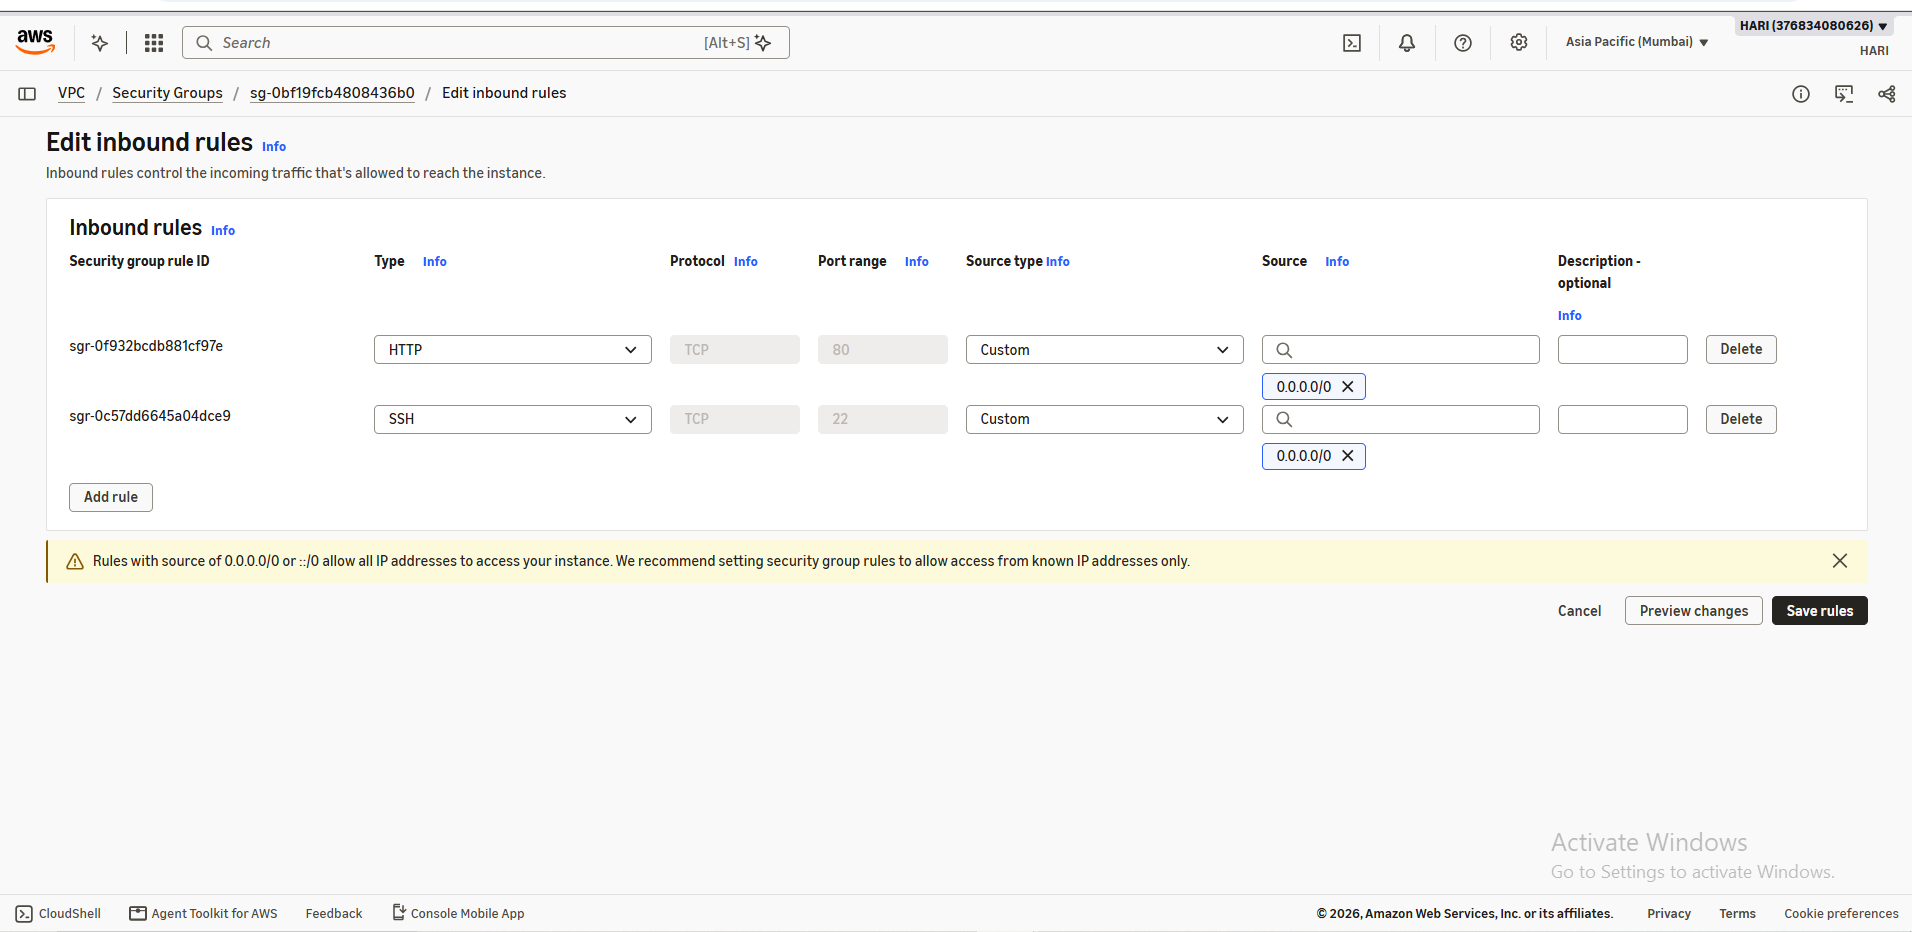 aws
Search [Alt+S]
Asia Pacific (Mumbai)
HARI (376834080626)
HARI
VPC / Security Groups / sg-0bf19fcb4808436b0 / Edit inbound rules
Edit inbound rules Info
Inbound rules control the incoming traffic that's allowed to reach the instance.
Inbound rules Info
Security group rule ID Type Info Protocol Info Port range Info Source type Info Source Info Description - optional Info
sgr-0f932bcdb881cf97e HTTP TCP 80 Custom Delete
0.0.0.0/0
sgr-0c57dd6645a04dce9 SSH TCP 22 Custom Delete
0.0.0.0/0
Add rule
Rules with source of 0.0.0.0/0 or ::/0 allow all IP addresses to access your instance. We recommend setting security group rules to allow access from known IP addresses only.
Cancel Preview changes Save rules
Activate Windows
Go to Settings to activate Windows.
CloudShell Agent Toolkit for AWS Feedback Console Mobile App © 2026, Amazon Web Services, Inc. or its affiliates. Privacy Terms Cookie preferences